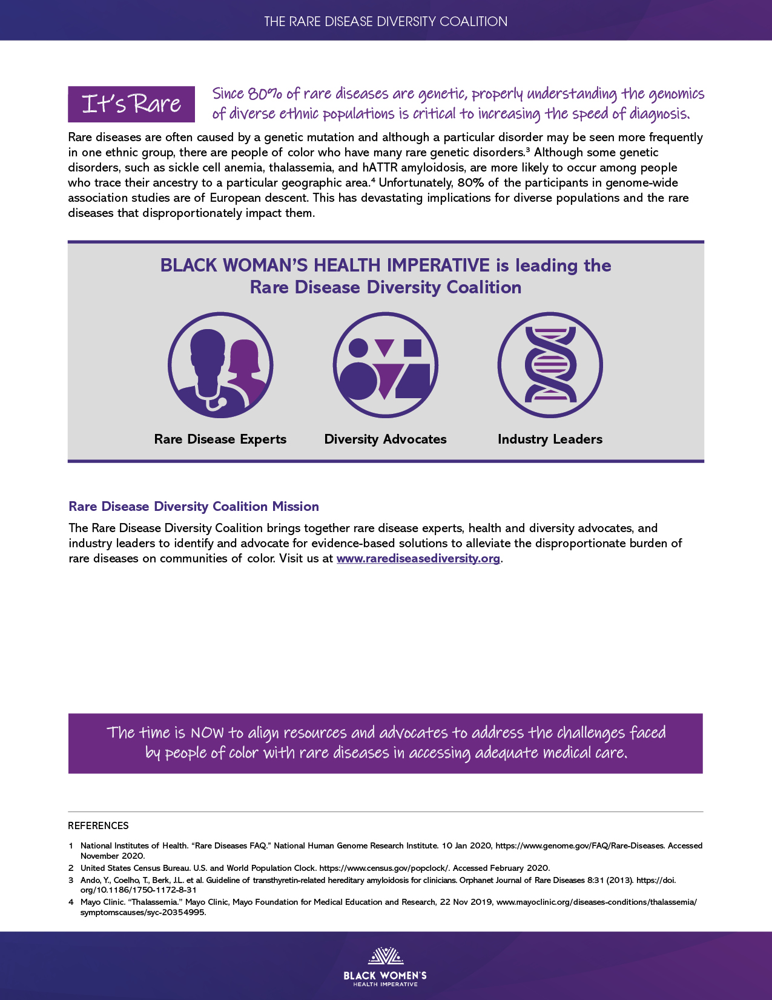 THE RARE DISEASE DIVERSITY COALITION
It's Rare
Since 80% of rare diseases are genetic, properly understanding the genomics
of diverse ethnic populations is critical to increasing the speed of diagnosis.
Rare diseases are often caused by a genetic mutation and although a particular disorder may be seen more frequently
in one ethnic group, there are people of color who have many rare genetic disorders.³ Although some genetic
disorders, such as sickle cell anemia, thalassemia, and hATTR amyloidosis, are more likely to occur among people
who trace their ancestry to a particular geographic area.⁴ Unfortunately, 80% of the participants in genome-wide
association studies are of European descent. This has devastating implications for diverse populations and the rare
diseases that disproportionately impact them.
BLACK WOMAN'S HEALTH IMPERATIVE is leading the
Rare Disease Diversity Coalition
Rare Disease Experts
Diversity Advocates
Industry Leaders
Rare Disease Diversity Coalition Mission
The Rare Disease Diversity Coalition brings together rare disease experts, health and diversity advocates, and
industry leaders to identify and advocate for evidence-based solutions to alleviate the disproportionate burden of
rare diseases on communities of color. Visit us at www.rarediseasediversity.org.
The time is NOW to align resources and advocates to address the challenges faced
by people of color with rare diseases in accessing adequate medical care.
REFERENCES
1 National Institutes of Health. “Rare Diseases FAQ.” National Human Genome Research Institute. 10 Jan 2020, https://www.genome.gov/FAQ/Rare-Diseases. Accessed
November 2020.
2 United States Census Bureau. U.S. and World Population Clock. https://www.census.gov/popclock/. Accessed February 2020.
3 Ando, Y., Coelho, T., Berk, J.L. et al. Guideline of transthyretin-related hereditary amyloidosis for clinicians. Orphanet Journal of Rare Diseases 8:31 (2013). https://doi.
org/10.1186/1750-1172-8-31
4 Mayo Clinic. “Thalassemia.” Mayo Clinic, Mayo Foundation for Medical Education and Research, 22 Nov 2019, www.mayoclinic.org/diseases-conditions/thalassemia/
symptomscauses/syc-20354995.
BLACK WOMEN'S
HEALTH IMPERATIVE